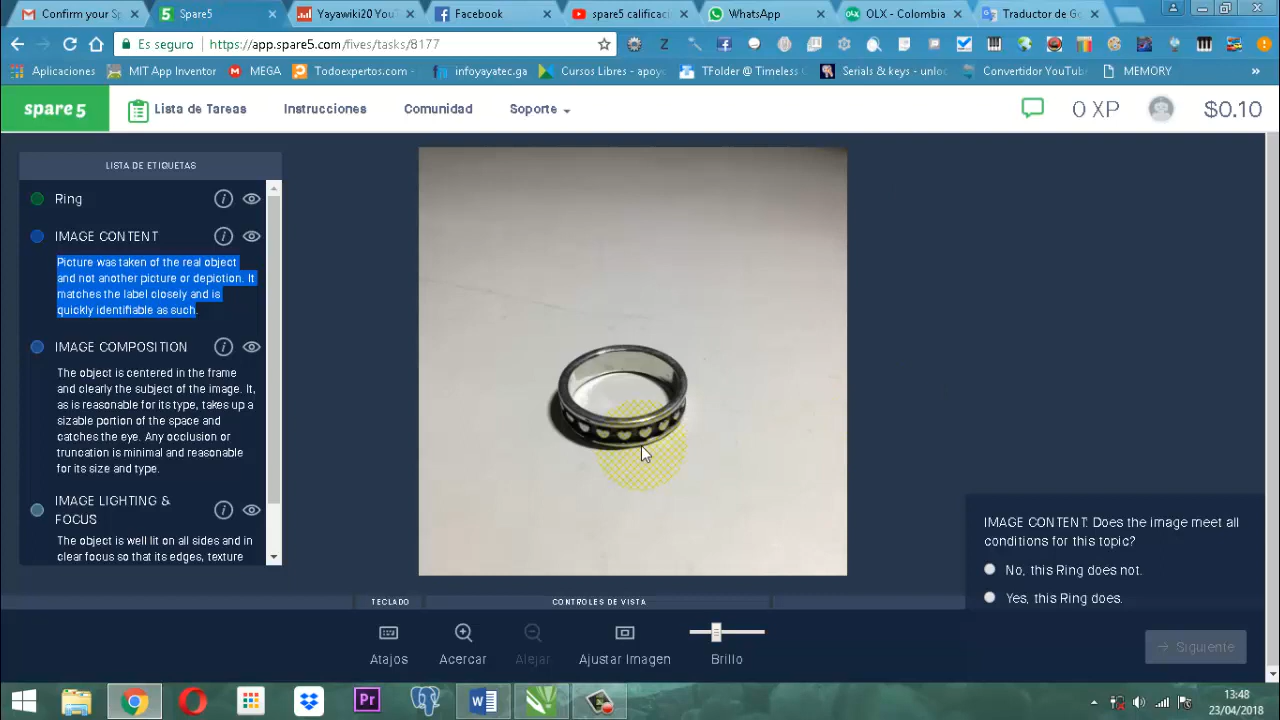 Confirm your Sp
Spare5
Yayawiki20 YouT
Facebook
spare5 calificaci
WhatsApp
OLX - Colombia
Traductor de Go
Es seguro
https://app.spare5.com/fives/tasks/8177
Aplicaciones
MIT App Inventor
MEGA
Todoexpertos.com -
infoyayatec.ga
Cursos Libres - apoy
TFolder @ Timeless
Serials & keys - unloc
Convertidor YouTub
MEMORY
»
spare5
Lista de Tareas
Instrucciones
Comunidad
Soporte
0 XP
$0.10
LISTA DE ETIQUETAS
Ring
IMAGE CONTENT
Picture was taken of the real object
and not another picture or depiction. It
matches the label closely and is
quickly identifiable as such.
IMAGE COMPOSITION
The object is centered in the frame
and clearly the subject of the image. It,
as is reasonable for its type, takes up a
sizable portion of the space and
catches the eye. Any occlusion or
truncation is minimal and reasonable
for its size and type.
IMAGE LIGHTING &
FOCUS
The object is well lit on all sides and in
clear focus so that its edges, texture
IMAGE CONTENT: Does the image meet all
conditions for this topic?
No, this Ring does not.
Yes, this Ring does.
Siguiente
TECLADO
CONTROLES DE VISTA
Atajos
Acercar
Alejar
Ajustar Imagen
Brillo
Pr
13:48
23/04/2018